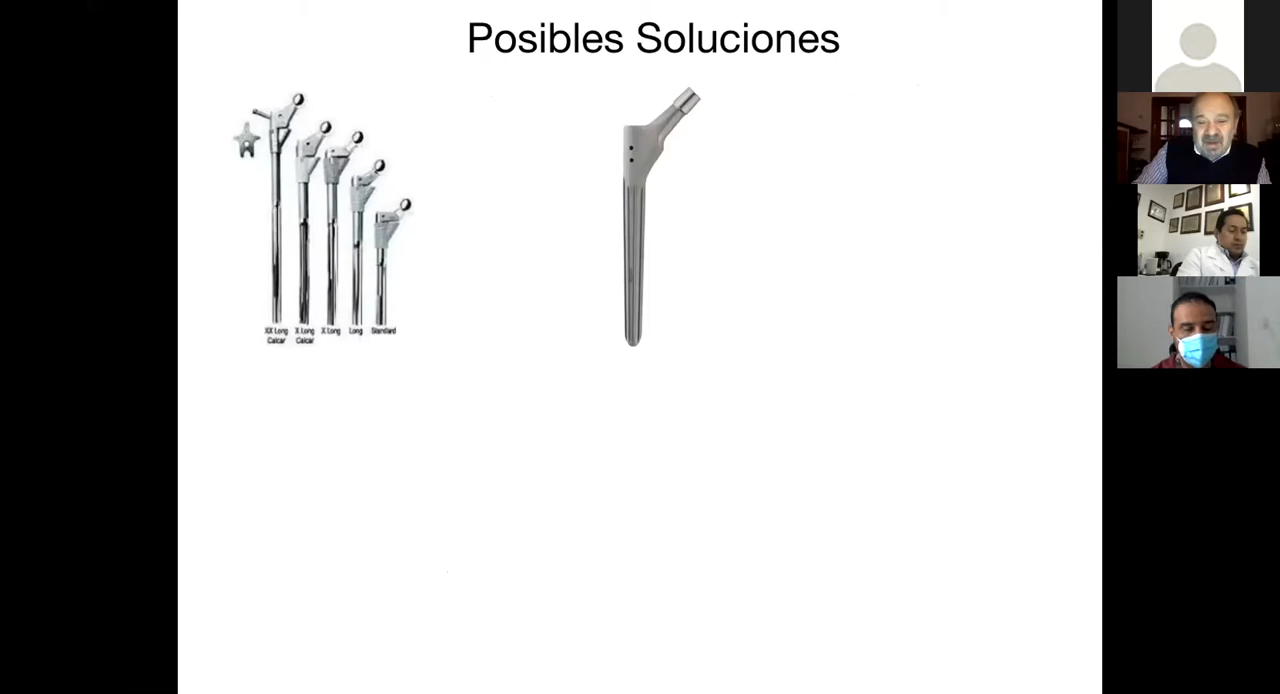 Posibles Soluciones
XX Long X Long X Long Long Standard
Calcar Calcar